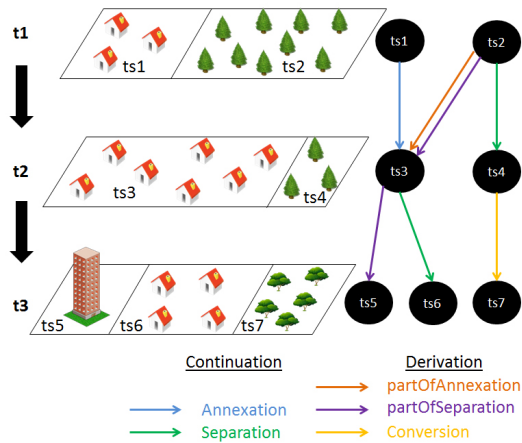 t1
ts1
ts2
ts1
ts2
t2
ts3
ts4
ts3
ts4
t3
ts5
ts6
ts7
ts5
ts6
ts7
Continuation
Derivation
partOfAnnexation
Annexation
partOfSeparation
Separation
Conversion